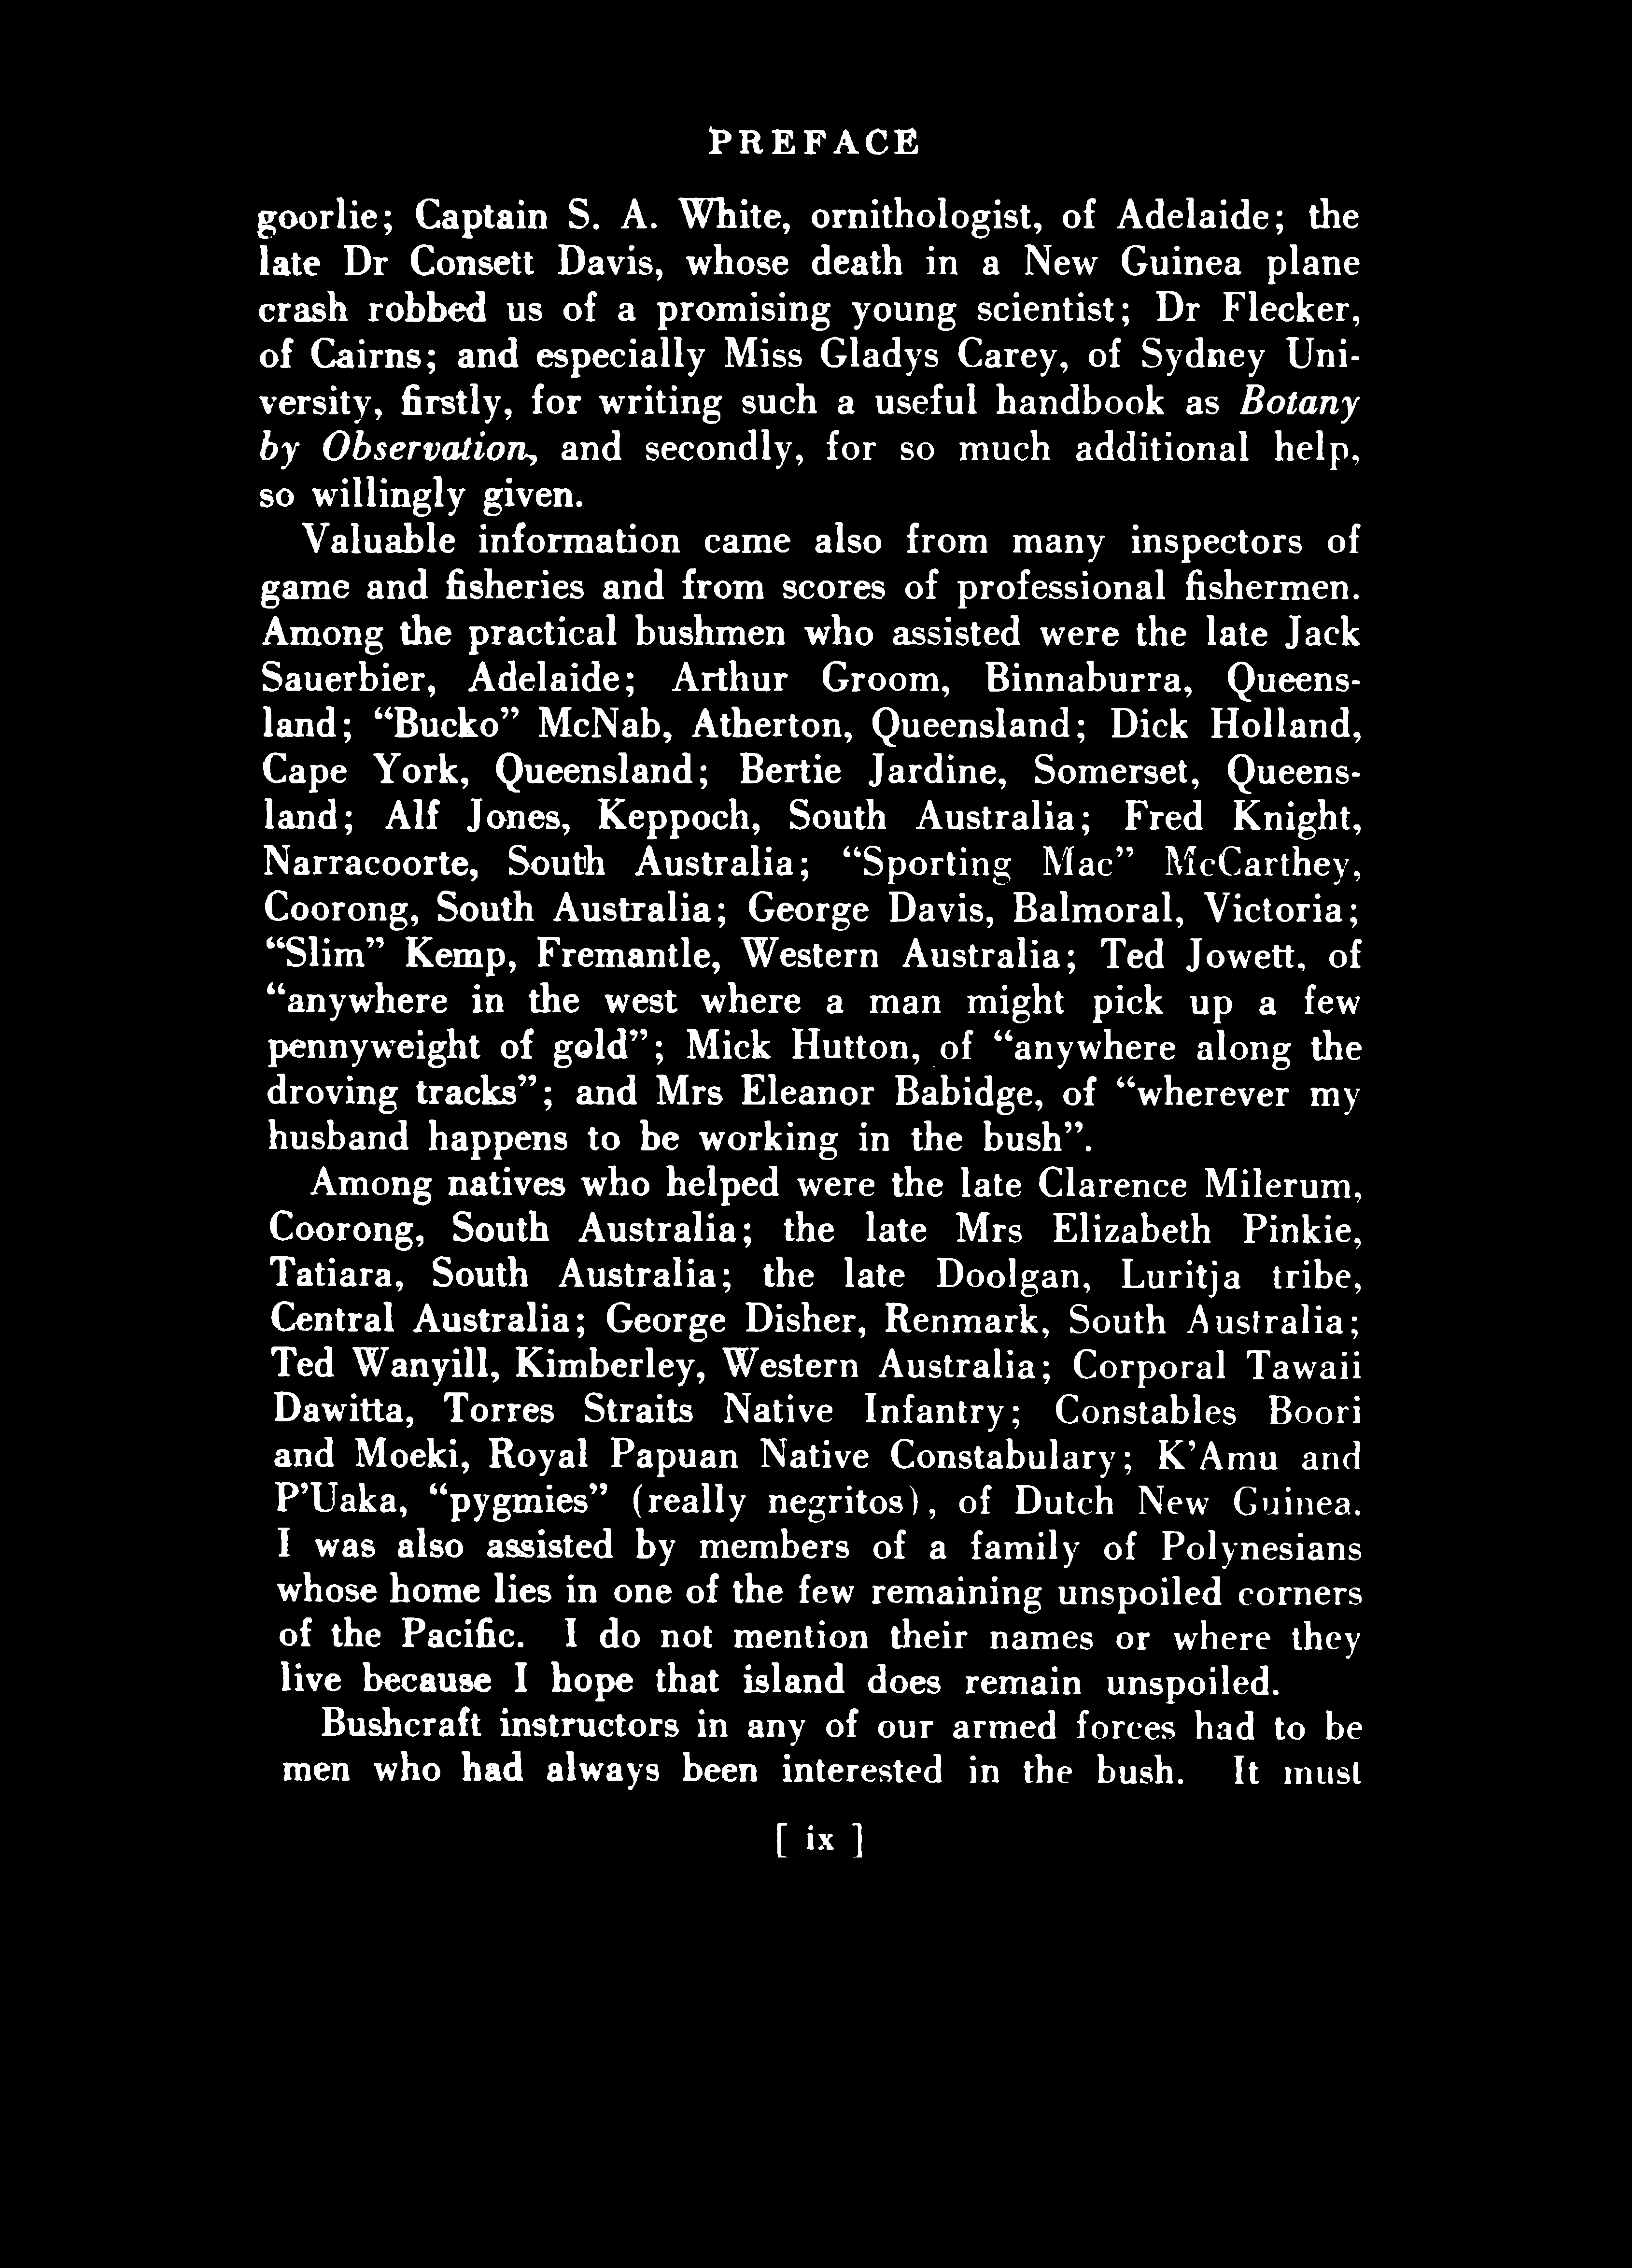 PREFACE
goorlie; Captain S. A. White, ornithologist, of Adelaide; the
late Dr Consett Davis, whose death in a New Guinea plane
crash robbed us of a promising young scientist; Dr Flecker,
of Cairns; and especially Miss Gladys Carey, of Sydney Uni-
versity, firstly, for writing such a useful handbook as Botany
by Observation, and secondly, for so much additional help,
so willingly given.
Valuable information came also from many inspectors of
game and fisheries and from scores of professional fishermen.
Among the practical bushmen who assisted were the late Jack
Sauerbier, Adelaide; Arthur Groom, Binnaburra, Queens-
land; “Bucko” McNab, Atherton, Queensland; Dick Holland,
Cape York, Queensland; Bertie Jardine, Somerset, Queens-
land; Alf Jones, Keppoch, South Australia; Fred Knight,
Narracoorte, South Australia; “Sporting Mac” McCarthey,
Coorong, South Australia; George Davis, Balmoral, Victoria;
“Slim” Kemp, Fremantle, Western Australia; Ted Jowett, of
“anywhere in the west where a man might pick up a few
pennyweight of gold”; Mick Hutton, of “anywhere along the
droving tracks”; and Mrs Eleanor Babidge, of “wherever my
husband happens to be working in the bush”.
Among natives who helped were the late Clarence Milerum,
Coorong, South Australia; the late Mrs Elizabeth Pinkie,
Tatiara, South Australia; the late Doolgan, Luritja tribe,
Central Australia; George Disher, Renmark, South Australia;
Ted Wanyill, Kimberley, Western Australia; Corporal Tawaii
Dawitta, Torres Straits Native Infantry; Constables Boori
and Moeki, Royal Papuan Native Constabulary; K’Amu and
P’Uaka, “pygmies” (really negritos), of Dutch New Guinea.
I was also assisted by members of a family of Polynesians
whose home lies in one of the few remaining unspoiled corners
of the Pacific. I do not mention their names or where they
live because I hope that island does remain unspoiled.
Bushcraft instructors in any of our armed forces had to be
men who had always been interested in the bush. It must
[ ix ]